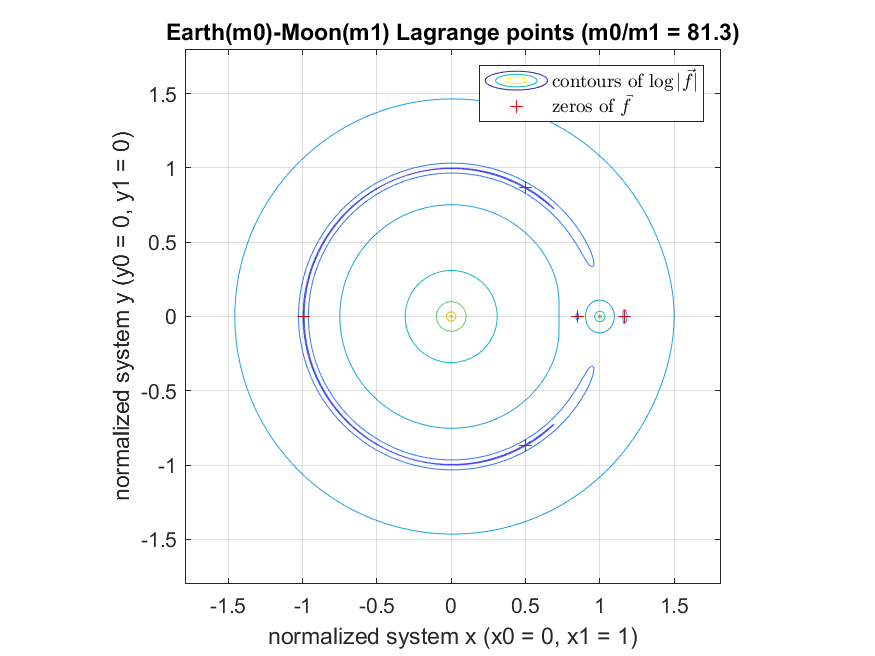 Earth(m0)-Moon(m1) Lagrange points (m0/m1 = 81.3)
contours of log|f⃗|
zeros of f⃗
normalized system y (y0 = 0, y1 = 0)
1.5
1
0.5
0
-0.5
-1
-1.5
-1.5 -1 -0.5 0 0.5 1 1.5
normalized system x (x0 = 0, x1 = 1)